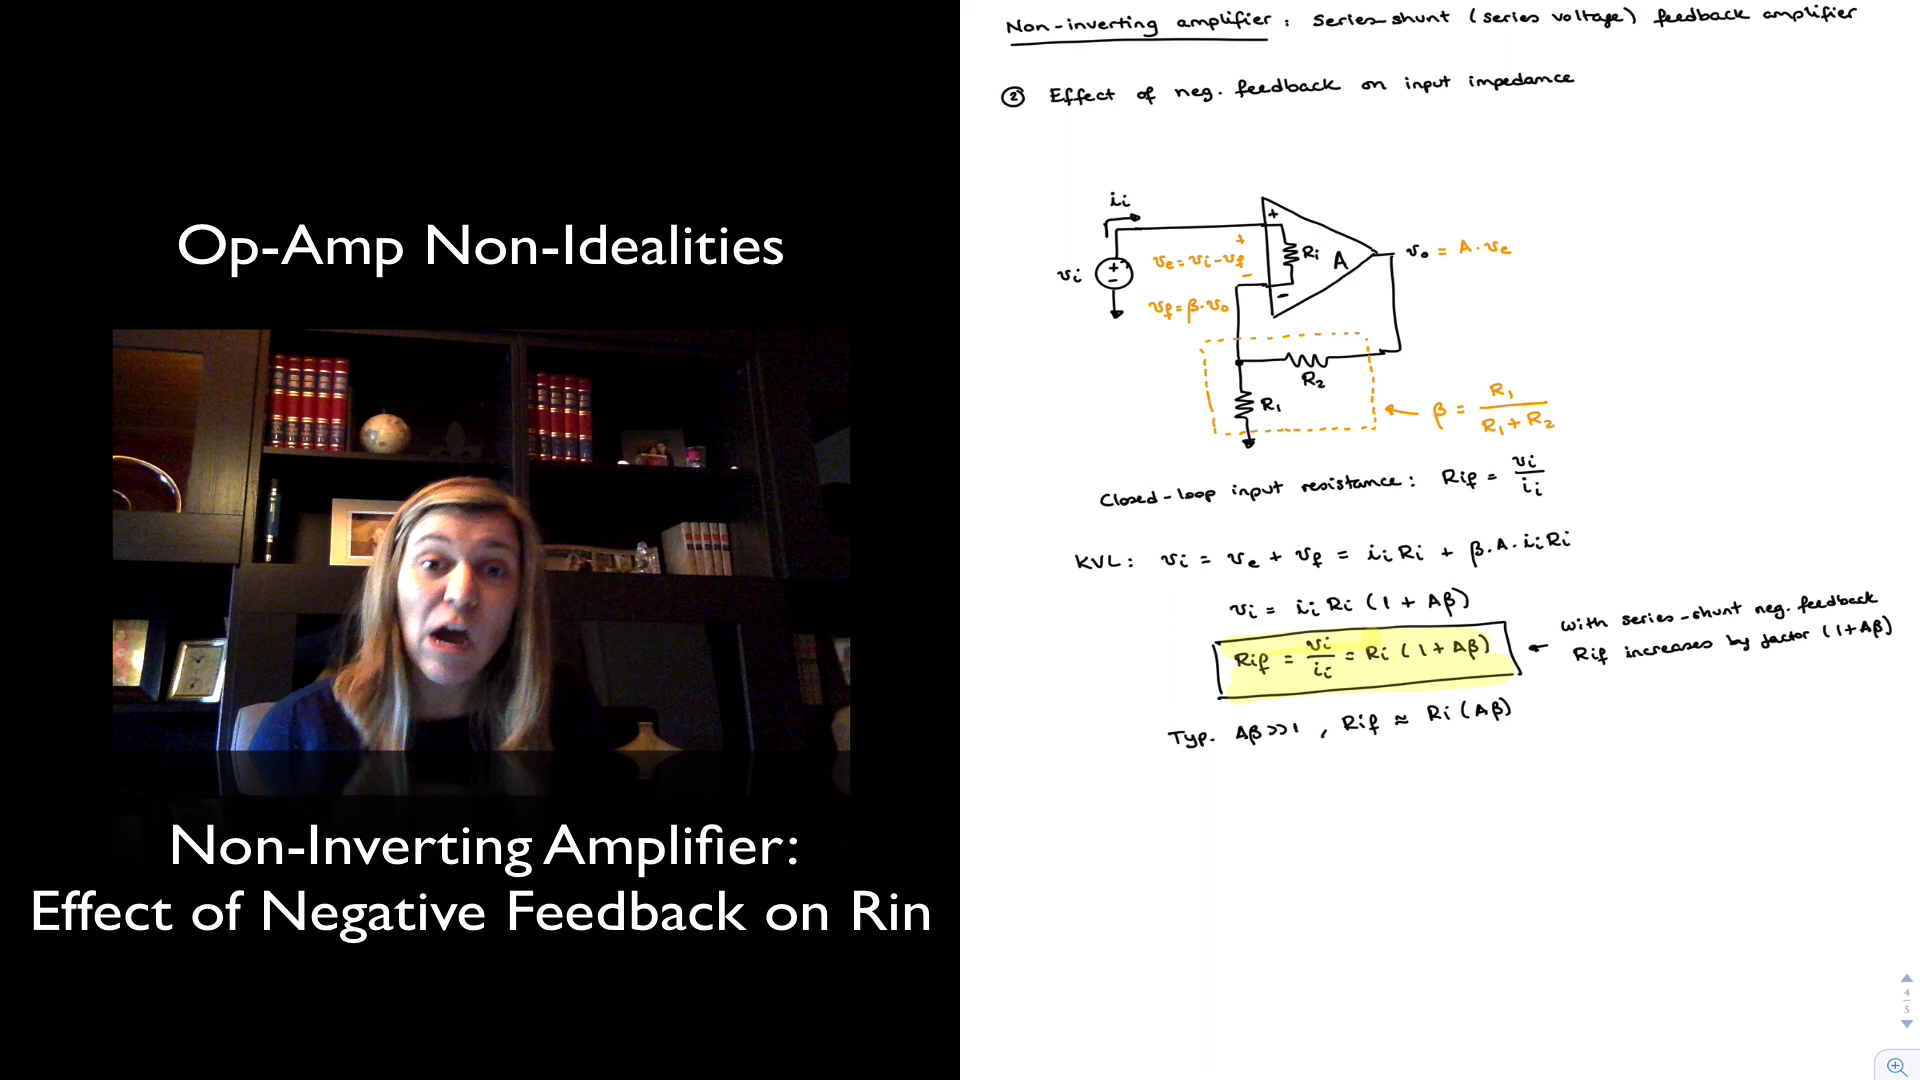 Op-Amp Non-Idealities
Non-Inverting Amplifier:
Effect of Negative Feedback on Rin
Non-inverting amplifier : Series-shunt (series voltage) feedback amplifier
② Effect of neg. feedback on input impedance
ii
+
vi
+
-
+
ve = vi - vf
-
vf = β · vo
Ri
A
-
vo = A · ve
R2
R1
β = R1 / (R1 + R2)
Closed-loop input resistance : Rif = vi / ii
KVL : vi = ve + vf = ii Ri + β · A · ii Ri
vi = ii Ri (1 + Aβ)
Rif = vi / ii = Ri (1 + Aβ)
← with series-shunt neg. feedback
Rif increases by factor (1+Aβ)
Typ. Aβ >> 1 , Rif ≈ Ri (Aβ)
4
5